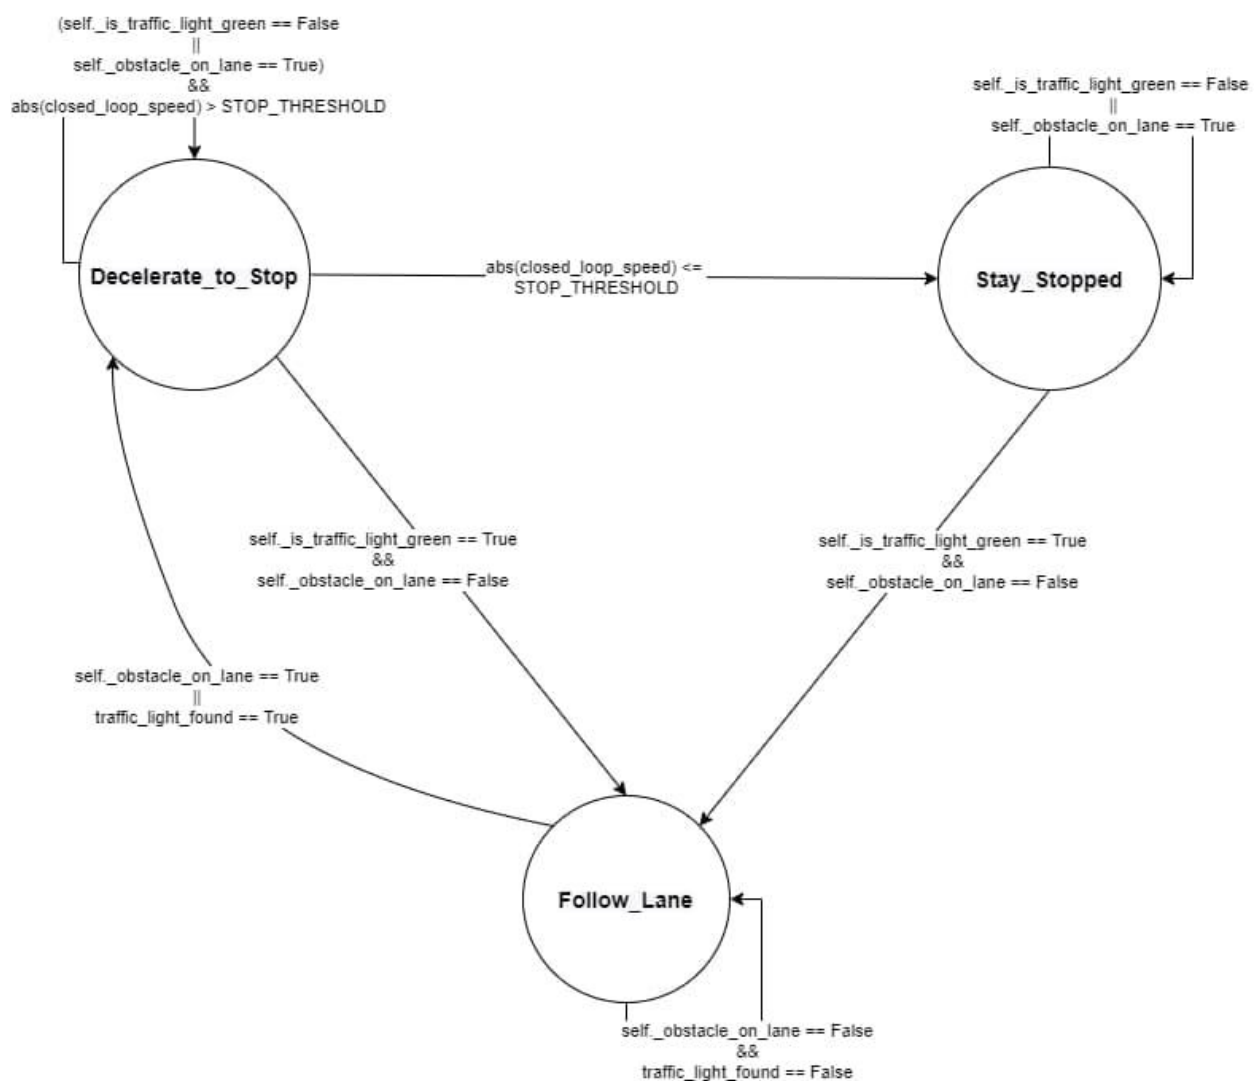 (self._is_traffic_light_green == False
||
self._obstacle_on_lane == True)
&&
abs(closed_loop_speed) > STOP_THRESHOLD
self._is_traffic_light_green == False
||
self._obstacle_on_lane == True
Decelerate_to_Stop
abs(closed_loop_speed) <=
STOP_THRESHOLD
Stay_Stopped
self._is_traffic_light_green == True
&&
self._obstacle_on_lane == False
self._is_traffic_light_green == True
&&
self._obstacle_on_lane == False
self._obstacle_on_lane == True
||
traffic_light_found == True
Follow_Lane
self._obstacle_on_lane == False
&&
traffic_light_found == False